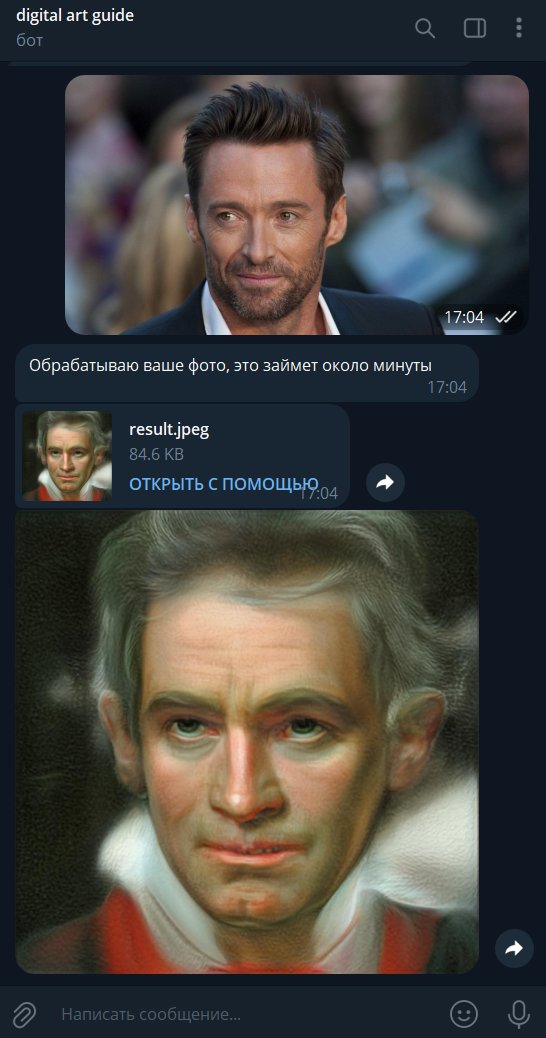 digital art guide
бот
17:04
Обрабатываю ваше фото, это займет около минуты
17:04
result.jpeg
84.6 KB
ОТКРЫТЬ С ПОМОЩЬЮ
17:04
Написать сообщение...